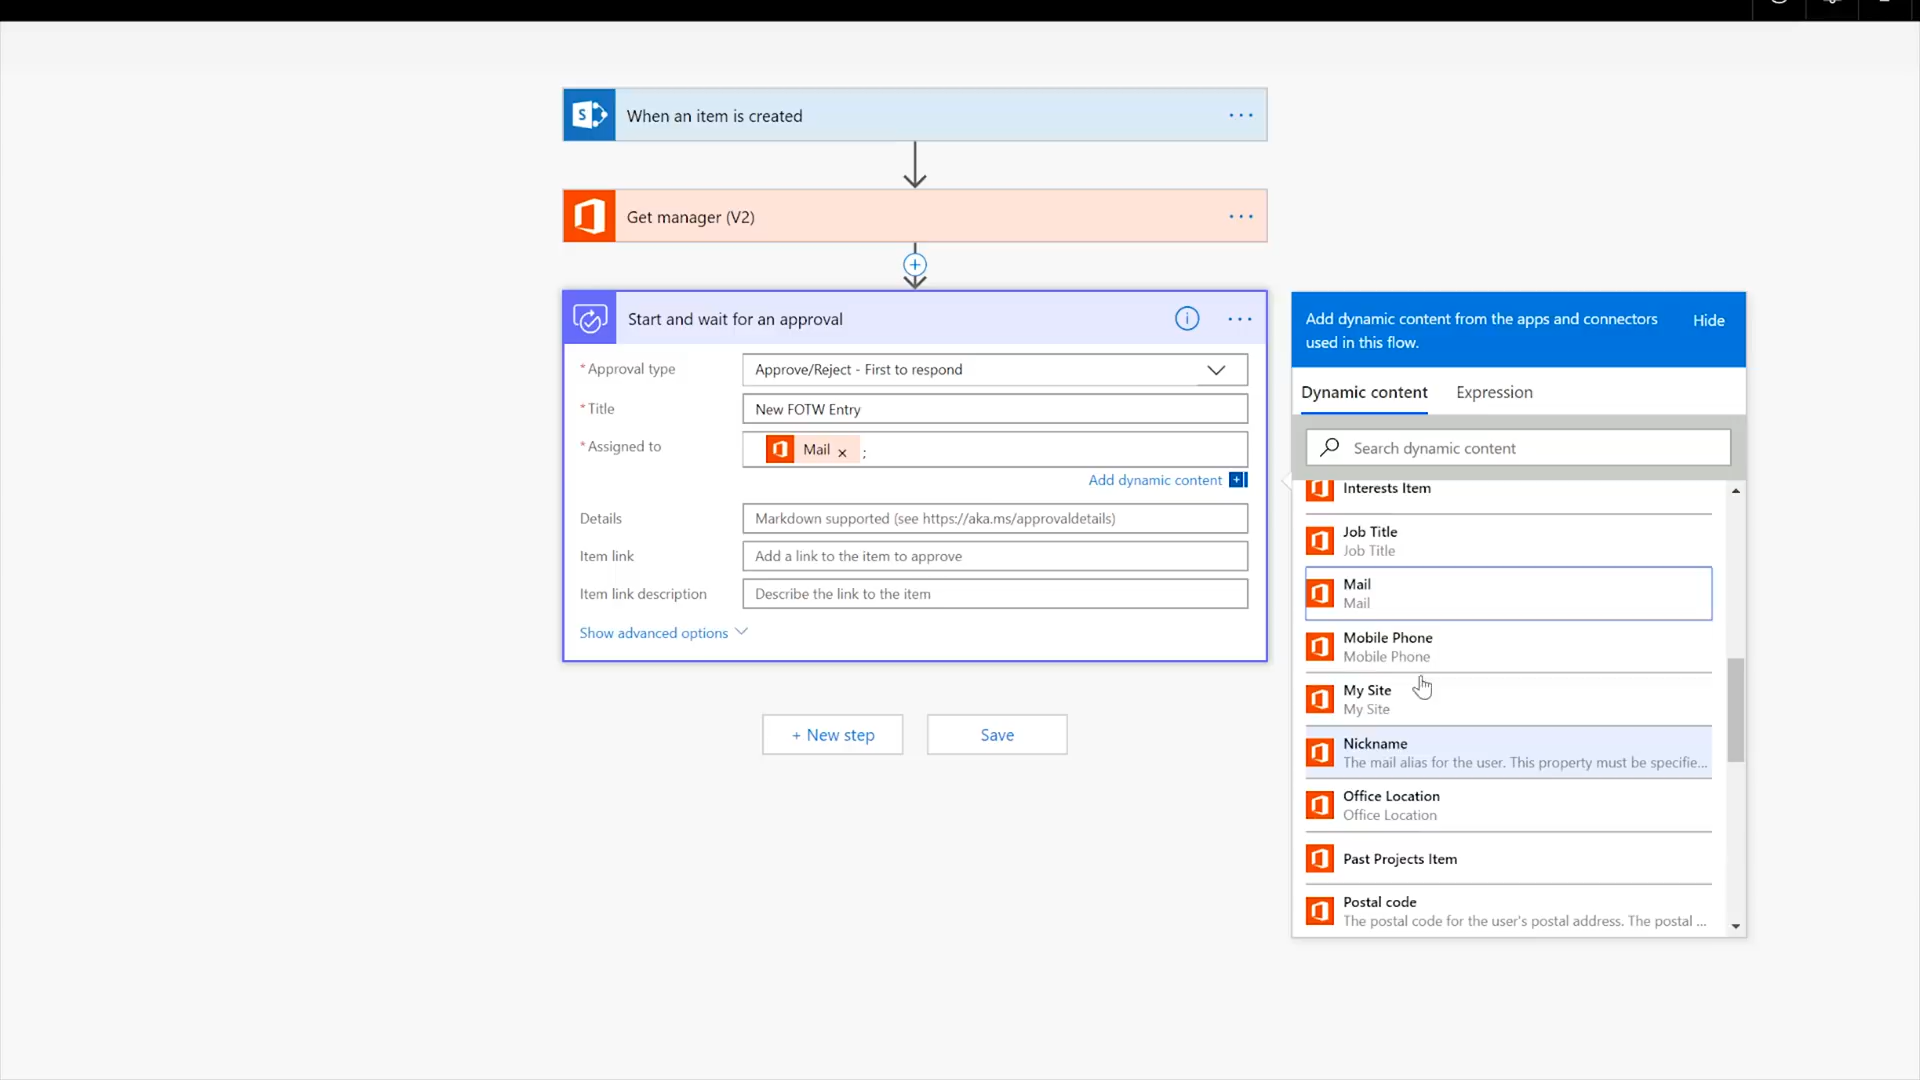 When an item is created
Get manager (V2)
Start and wait for an approval
* Approval type
Approve/Reject - First to respond
* Title
New FOTW Entry
* Assigned to
Mail × ;
Add dynamic content
Details
Markdown supported (see https://aka.ms/approvaldetails)
Item link
Add a link to the item to approve
Item link description
Describe the link to the item
Show advanced options
+ New step
Save
Add dynamic content from the apps and connectors
used in this flow.
Hide
Dynamic content
Expression
Search dynamic content
Interests Item
Job Title
Job Title
Mail
Mail
Mobile Phone
Mobile Phone
My Site
My Site
Nickname
The mail alias for the user. This property must be specifie...
Office Location
Office Location
Past Projects Item
Postal code
The postal code for the user's postal address. The postal ...